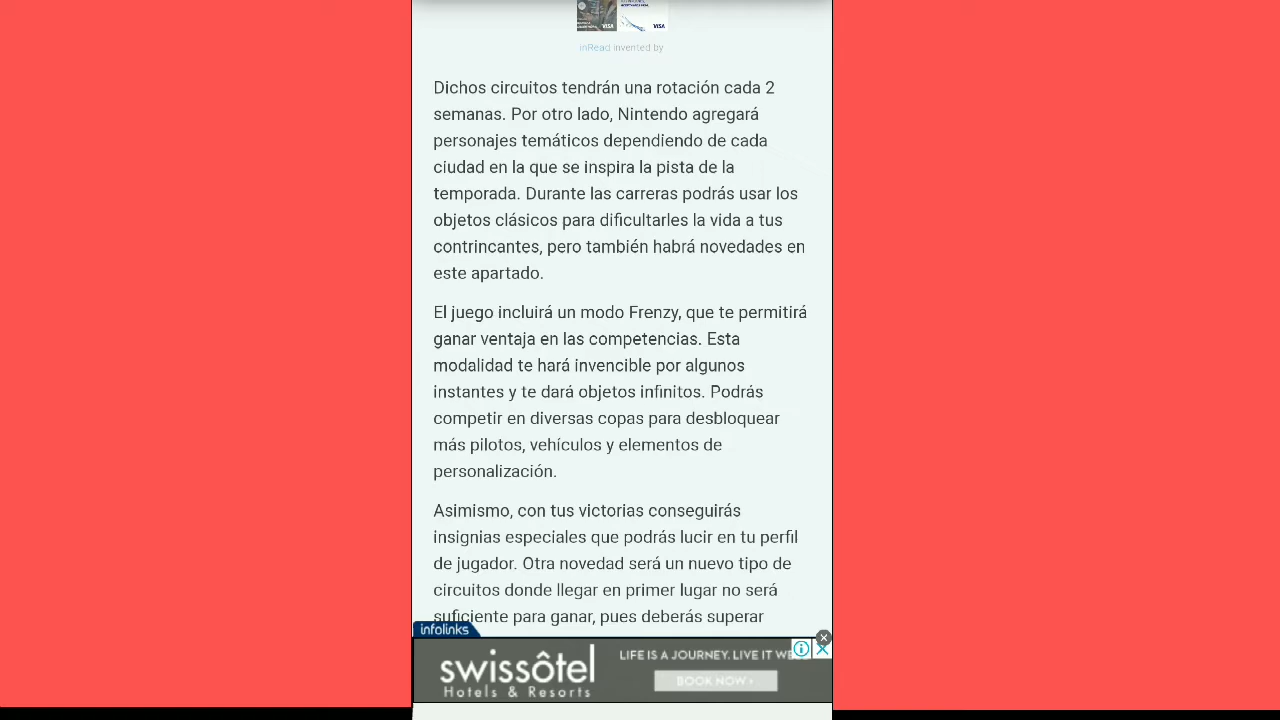 VISA
VISA
inRead invented by
Dichos circuitos tendrán una rotación cada 2
semanas. Por otro lado, Nintendo agregará
personajes temáticos dependiendo de cada
ciudad en la que se inspira la pista de la
temporada. Durante las carreras podrás usar los
objetos clásicos para dificultarles la vida a tus
contrincantes, pero también habrá novedades en
este apartado.
El juego incluirá un modo Frenzy, que te permitirá
ganar ventaja en las competencias. Esta
modalidad te hará invencible por algunos
instantes y te dará objetos infinitos. Podrás
competir en diversas copas para desbloquear
más pilotos, vehículos y elementos de
personalización.
Asimismo, con tus victorias conseguirás
insignias especiales que podrás lucir en tu perfil
de jugador. Otra novedad será un nuevo tipo de
circuitos donde llegar en primer lugar no será
suficiente para ganar, pues deberás superar
infolinks
swissôtel
Hotels & Resorts
LIFE IS A JOURNEY. LIVE IT
BOOK NOW ›